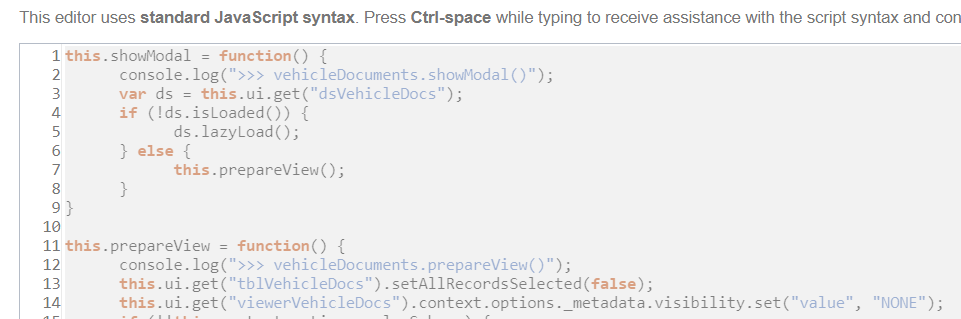 This editor uses standard JavaScript syntax. Press Ctrl-space while typing to receive assistance with the script syntax and con
1 this.showModal = function() {
2 console.log(">>> vehicleDocuments.showModal()");
3 var ds = this.ui.get("dsVehicleDocs");
4 if (!ds.isLoaded()) {
5 ds.lazyLoad();
6 } else {
7 this.prepareView();
8 }
9 }
10
11 this.prepareView = function() {
12 console.log(">>> vehicleDocuments.prepareView()");
13 this.ui.get("tblVehicleDocs").setAllRecordsSelected(false);
14 this.ui.get("viewerVehicleDocs").context.options._metadata.visibility.set("value", "NONE");